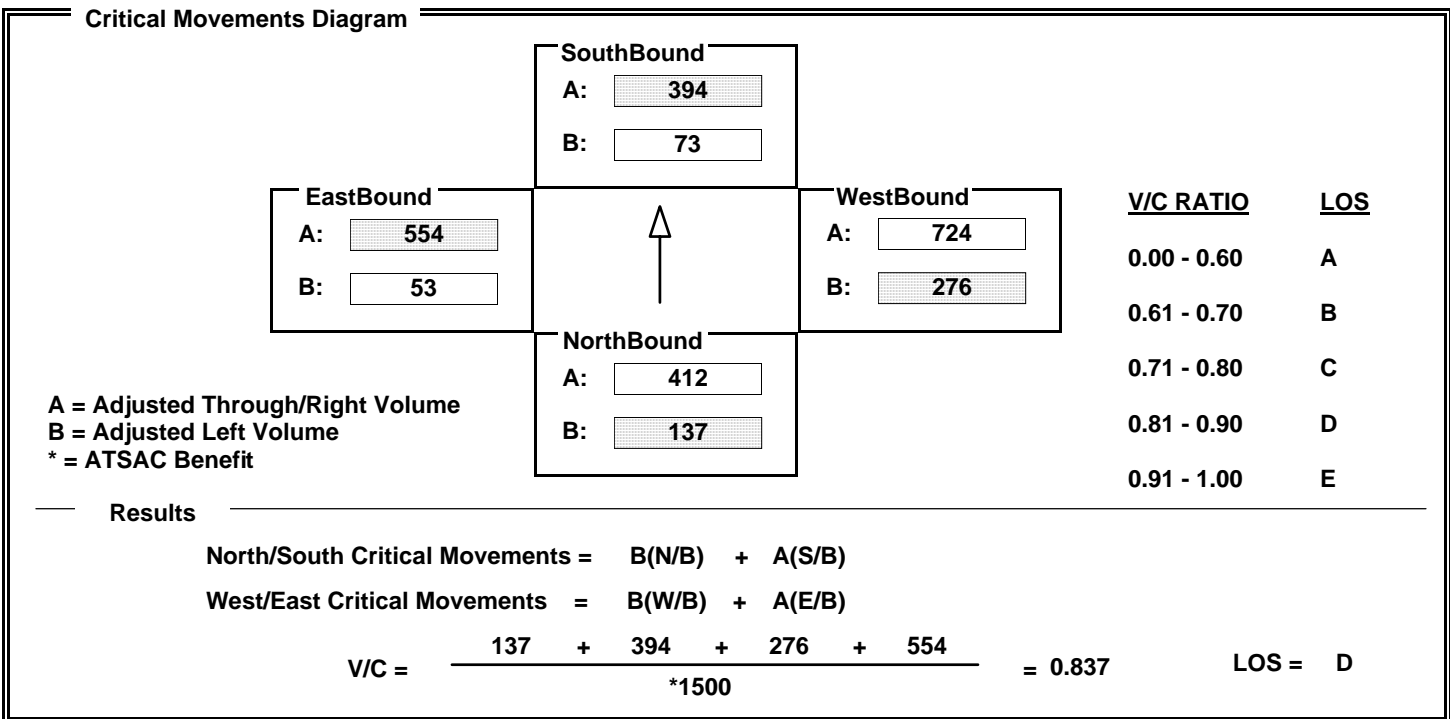 Critical Movements Diagram
SouthBound
A: 394
B: 73
EastBound
A: 554
B: 53
WestBound
A: 724
B: 276
NorthBound
A: 412
B: 137
V/C RATIO LOS
0.00 - 0.60 A
0.61 - 0.70 B
0.71 - 0.80 C
0.81 - 0.90 D
0.91 - 1.00 E
A = Adjusted Through/Right Volume
B = Adjusted Left Volume
* = ATSAC Benefit
Results
North/South Critical Movements = B(N/B) + A(S/B)
West/East Critical Movements = B(W/B) + A(E/B)
V/C = 137 + 394 + 276 + 554 = 0.837 LOS = D
*1500